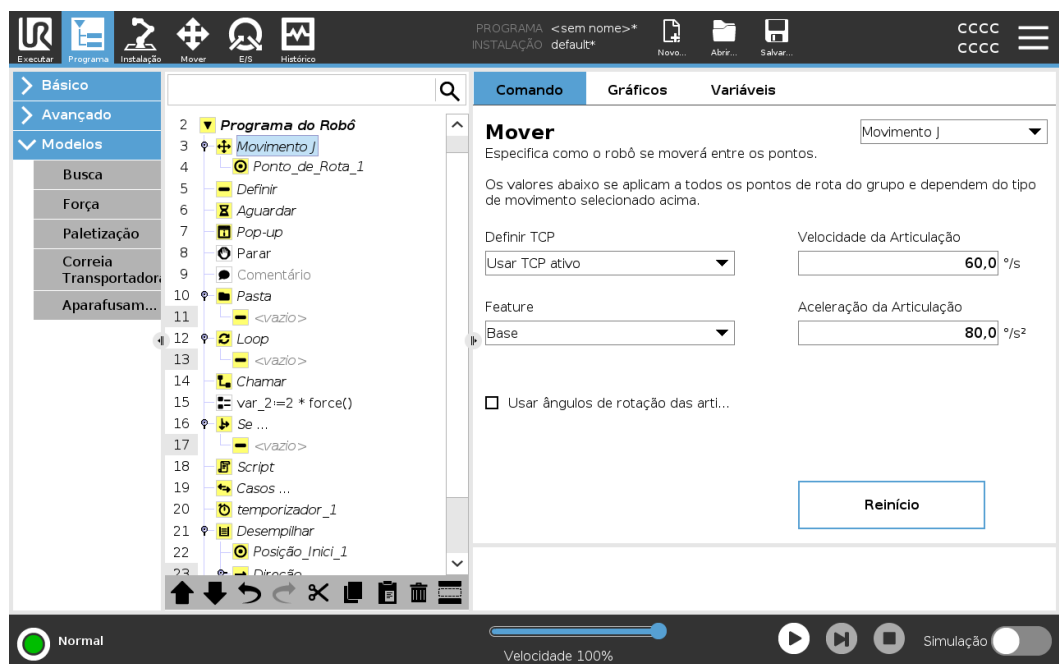 PROGRAMA <sem nome>*
INSTALAÇÃO default*
CCCC
CCCC
UR
Executar
Programa
Instalação
Mover
E/S
Histórico
Novo...
Abrir...
Salvar...
Básico
Avançado
Modelos
Busca
Força
Paletização
Correia
Transportador
Aparafusam...
2 Programa do Robô
3 Movimento J
4 Ponto_de_Rota_1
5 Definir
6 Aguardar
7 Pop-up
8 Parar
9 Comentário
10 Pasta
11 <vazio>
12 Loop
13 <vazio>
14 Chamar
15 var_2:=2 * force()
16 Se ...
17 <vazio>
18 Script
19 Casos ...
20 temporizador_1
21 Desempilhar
22 Posição_Inici_1
23 Direção
Comando
Gráficos
Variáveis
Mover
Movimento J
Especifica como o robô se moverá entre os pontos.
Os valores abaixo se aplicam a todos os pontos de rota do grupo e dependem do tipo
de movimento selecionado acima.
Definir TCP
Velocidade da Articulação
Usar TCP ativo
60,0 °/s
Feature
Aceleração da Articulação
Base
80,0 °/s²
Usar ângulos de rotação das arti...
Reinício
Normal
Velocidade 100%
Simulação